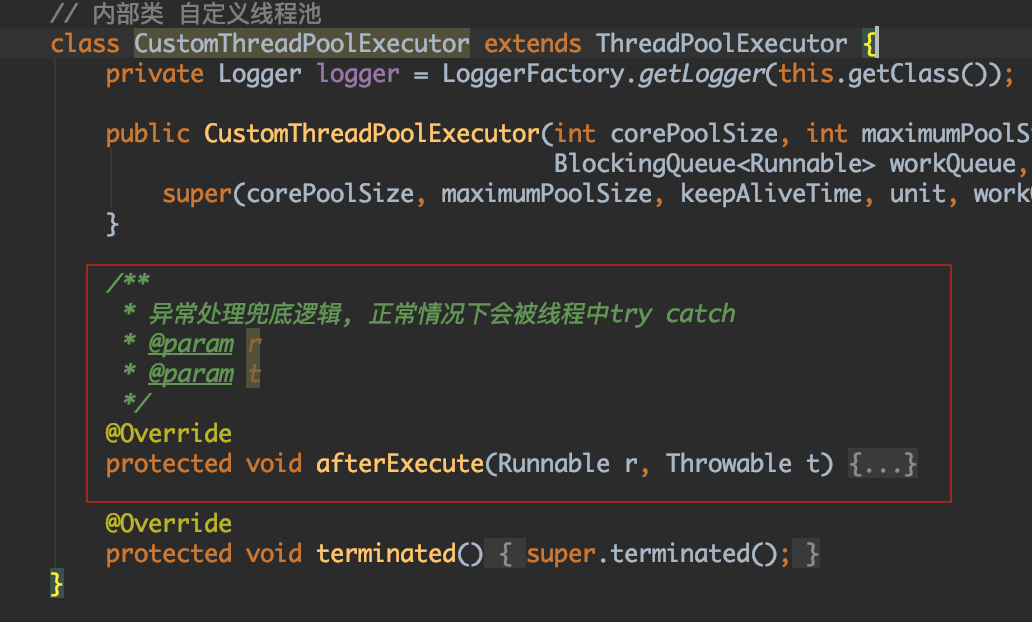 // 内部类 自定义线程池
class CustomThreadPoolExecutor extends ThreadPoolExecutor {
private Logger logger = LoggerFactory.getLogger(this.getClass());
public CustomThreadPoolExecutor(int corePoolSize, int maximumPoolS
BlockingQueue<Runnable> workQueue,
super(corePoolSize, maximumPoolSize, keepAliveTime, unit, work
}
/**
* 异常处理兜底逻辑, 正常情况下会被线程中try catch
* @param r
* @param t
*/
@Override
protected void afterExecute(Runnable r, Throwable t) {...}
@Override
protected void terminated() { super.terminated(); }
}